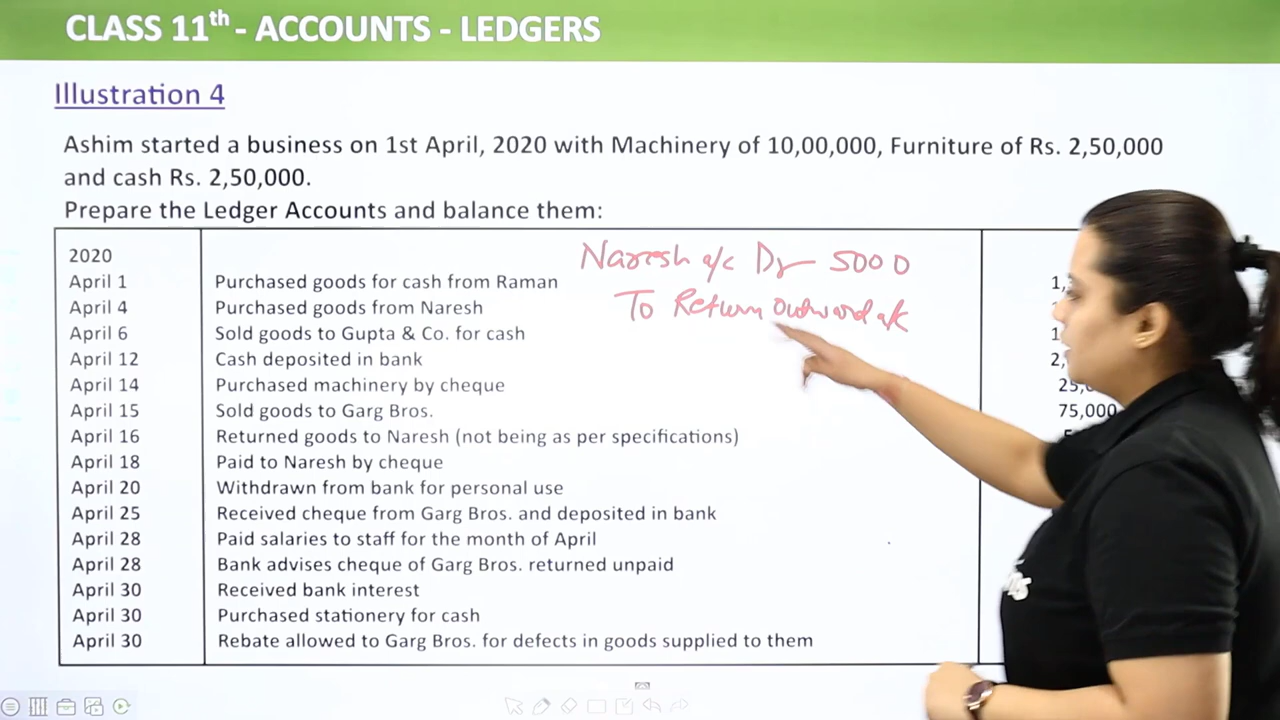 CLASS 11th - ACCOUNTS - LEDGERS
Illustration 4
Ashim started a business on 1st April, 2020 with Machinery of 10,00,000, Furniture of Rs. 2,50,000
and cash Rs. 2,50,000.
Prepare the Ledger Accounts and balance them:
2020
Naresh a/c Dr 5000
April 1 Purchased goods for cash from Raman 1,
To Return Outward a/c
April 4 Purchased goods from Naresh
April 6 Sold goods to Gupta & Co. for cash 1
April 12 Cash deposited in bank 2,
April 14 Purchased machinery by cheque 25,
April 15 Sold goods to Garg Bros. 75,000
April 16 Returned goods to Naresh (not being as per specifications)
April 18 Paid to Naresh by cheque
April 20 Withdrawn from bank for personal use
April 25 Received cheque from Garg Bros. and deposited in bank
April 28 Paid salaries to staff for the month of April
April 28 Bank advises cheque of Garg Bros. returned unpaid
April 30 Received bank interest
April 30 Purchased stationery for cash
April 30 Rebate allowed to Garg Bros. for defects in goods supplied to them